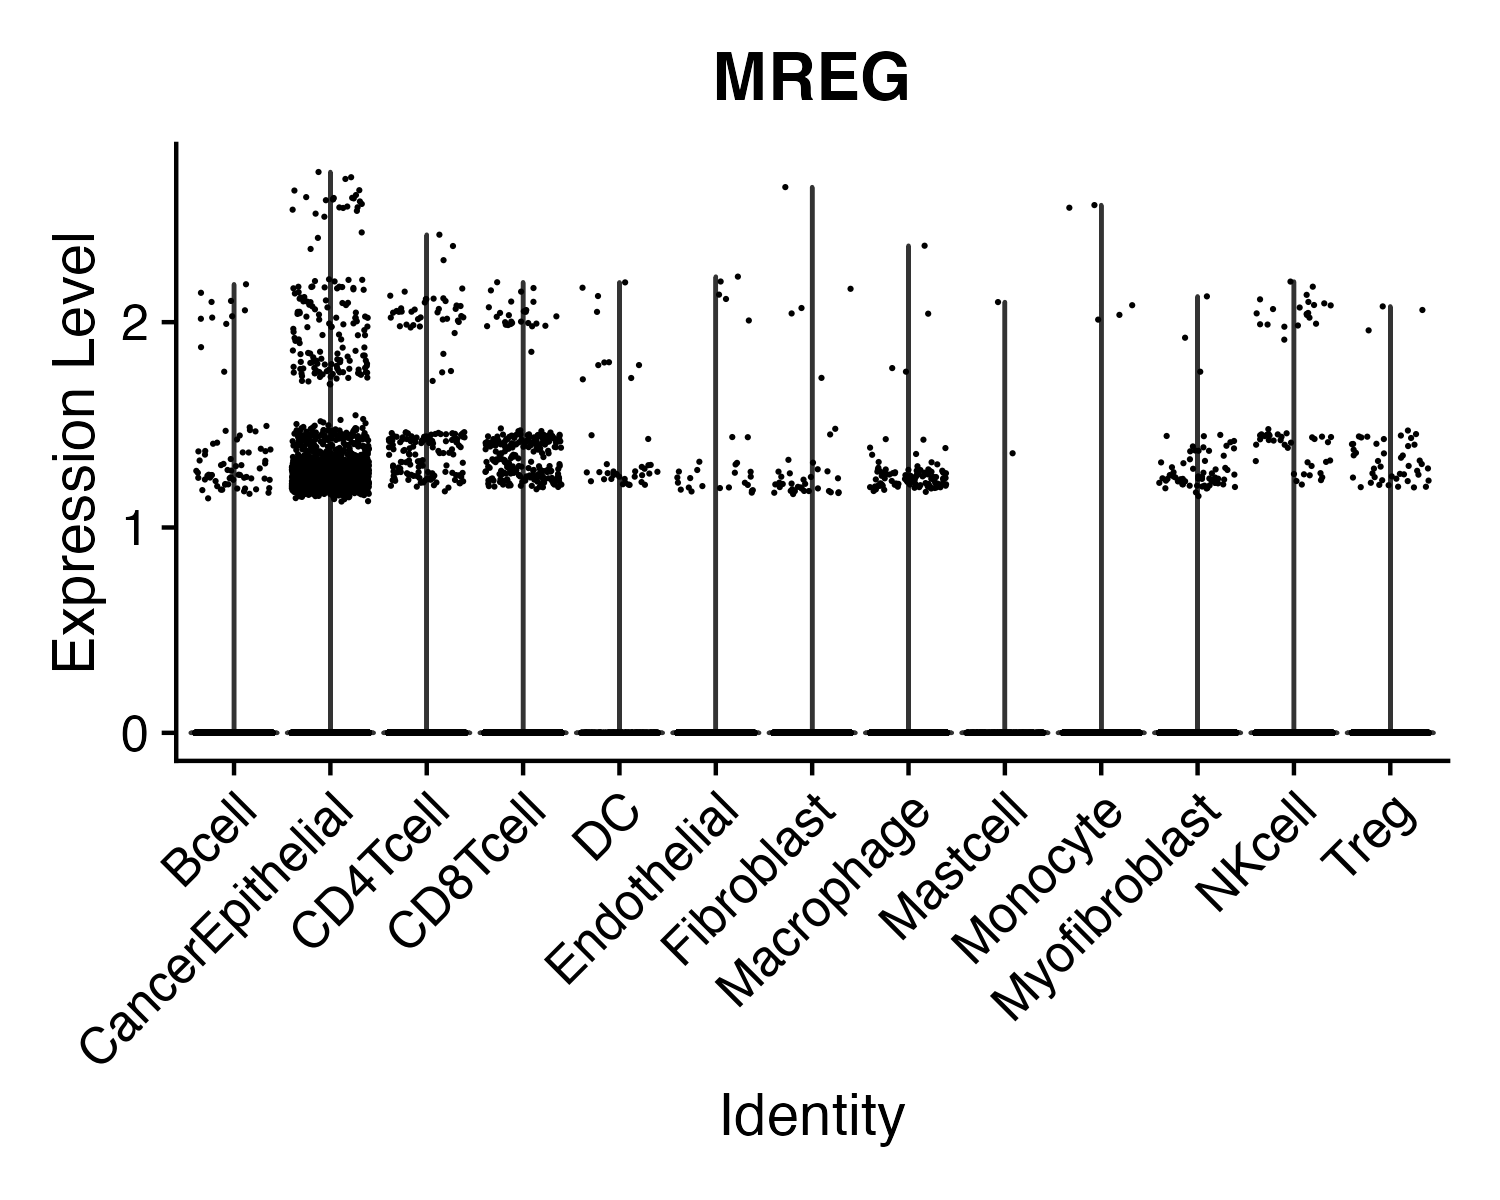 MREG
Expression Level
2
1
0
Bcell
CancerEpithelial
CD4Tcell
CD8Tcell
DC
Endothelial
Fibroblast
Macrophage
Mastcell
Monocyte
Myofibroblast
NKcell
Treg
Identity